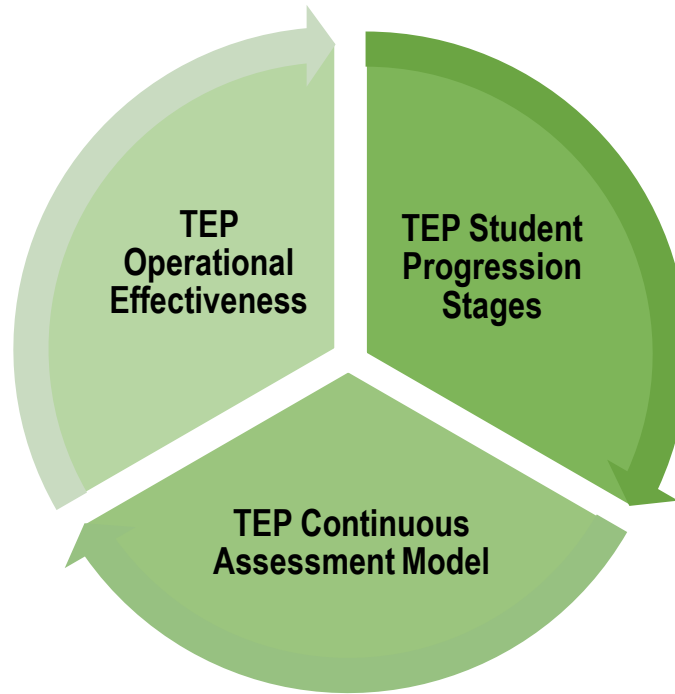 TEP
Operational
Effectiveness
TEP Student
Progression
Stages
TEP Continuous
Assessment Model